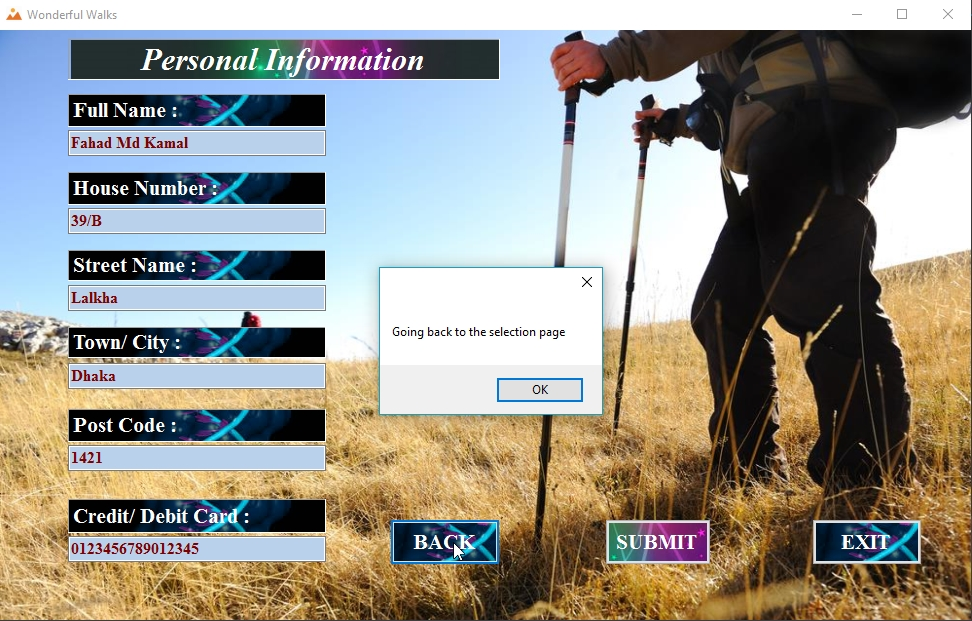 Wonderful Walks
Personal Information
Full Name :
Fahad Md Kamal
House Number :
39/B
Street Name :
Lalkha
Town/ City :
Dhaka
Post Code :
1421
Credit/ Debit Card :
0123456789012345
Going back to the selection page
OK
BACK
SUBMIT
EXIT